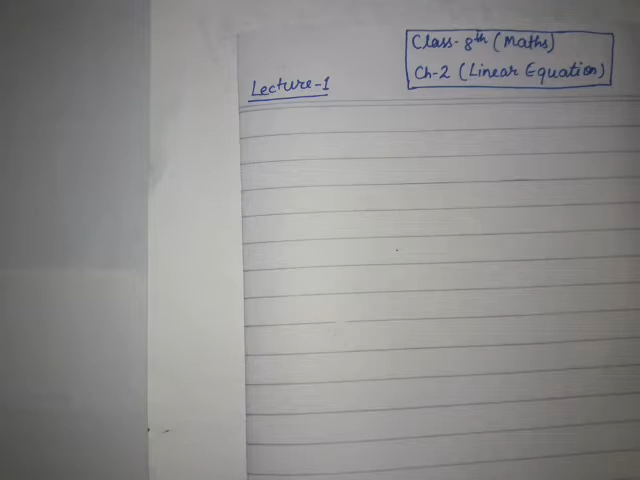 Class- 8th (Maths)
Ch-2 (Linear Equation)
Lecture-1